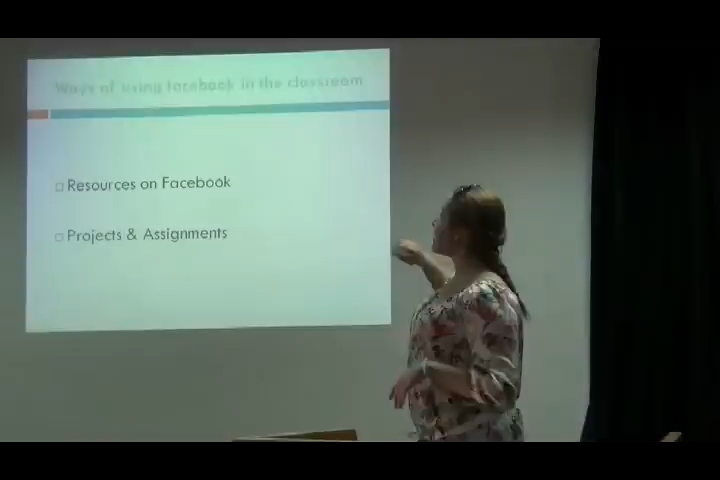 Ways of using facebook in the classroom
Resources on Facebook
Projects & Assignments